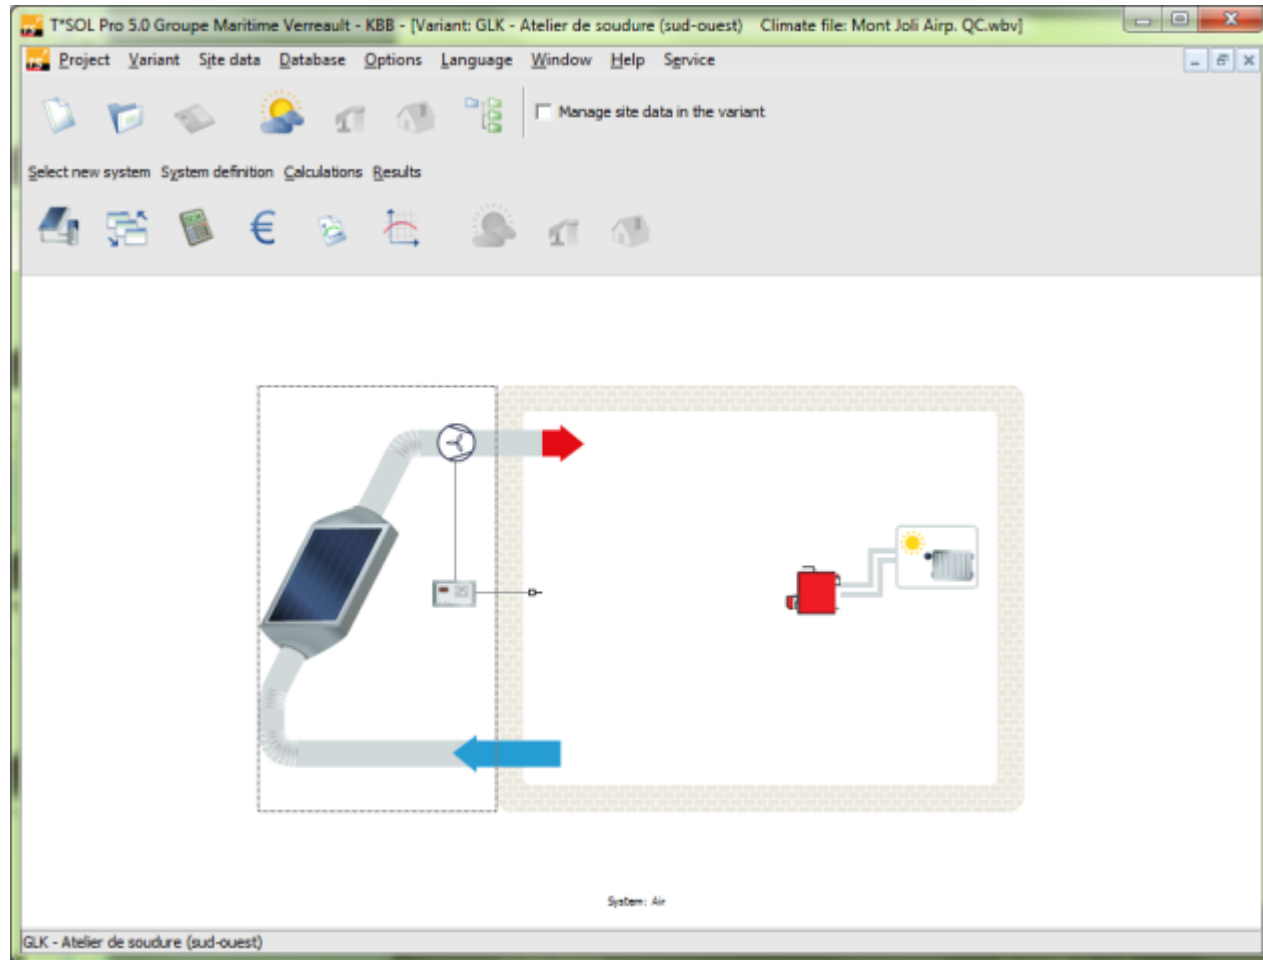 T*SOL Pro 5.0 Groupe Maritime Verreault - KBB - [Variant: GLK - Atelier de soudure (sud-ouest) Climate file: Mont Joli Airp. QC.wbv]
Project Variant Site data Database Options Language Window Help Service
Manage site data in the variant
Select new system System definition Calculations Results
System: Air
GLK - Atelier de soudure (sud-ouest)